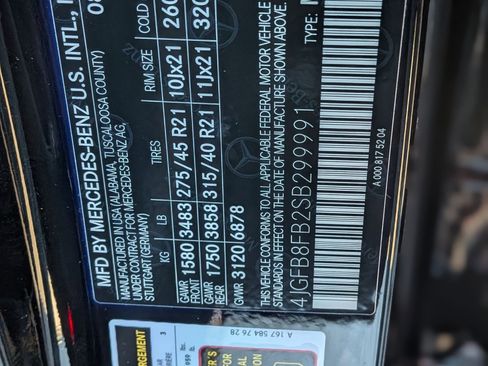 MFD BY MERCEDES-BENZ U.S. INTL.,
MANUFACTURED IN USA (ALABAMA, TUSCALOOSA COUNTY)
UNDER CONTRACT FOR MERCEDES-BENZ AG,
STUTTGART (GERMANY)
KG LB TIRES RIM SIZE COLD
GAWR FRONT 1580 3483 275/45 R21 10Jx21
GAWR REAR 1750 3858 315/40 R21 11Jx21
GVWR 3120 6878
THIS VEHICLE CONFORMS TO ALL APPLICABLE FEDERAL MOTOR VEHICLE
STANDARDS IN EFFECT ON THE DATE OF MANUFACTURE SHOWN ABOVE.
4JGFB8FB2SB299991 TYPE:
A 000 817 52 04
A 167 584 76 28
3